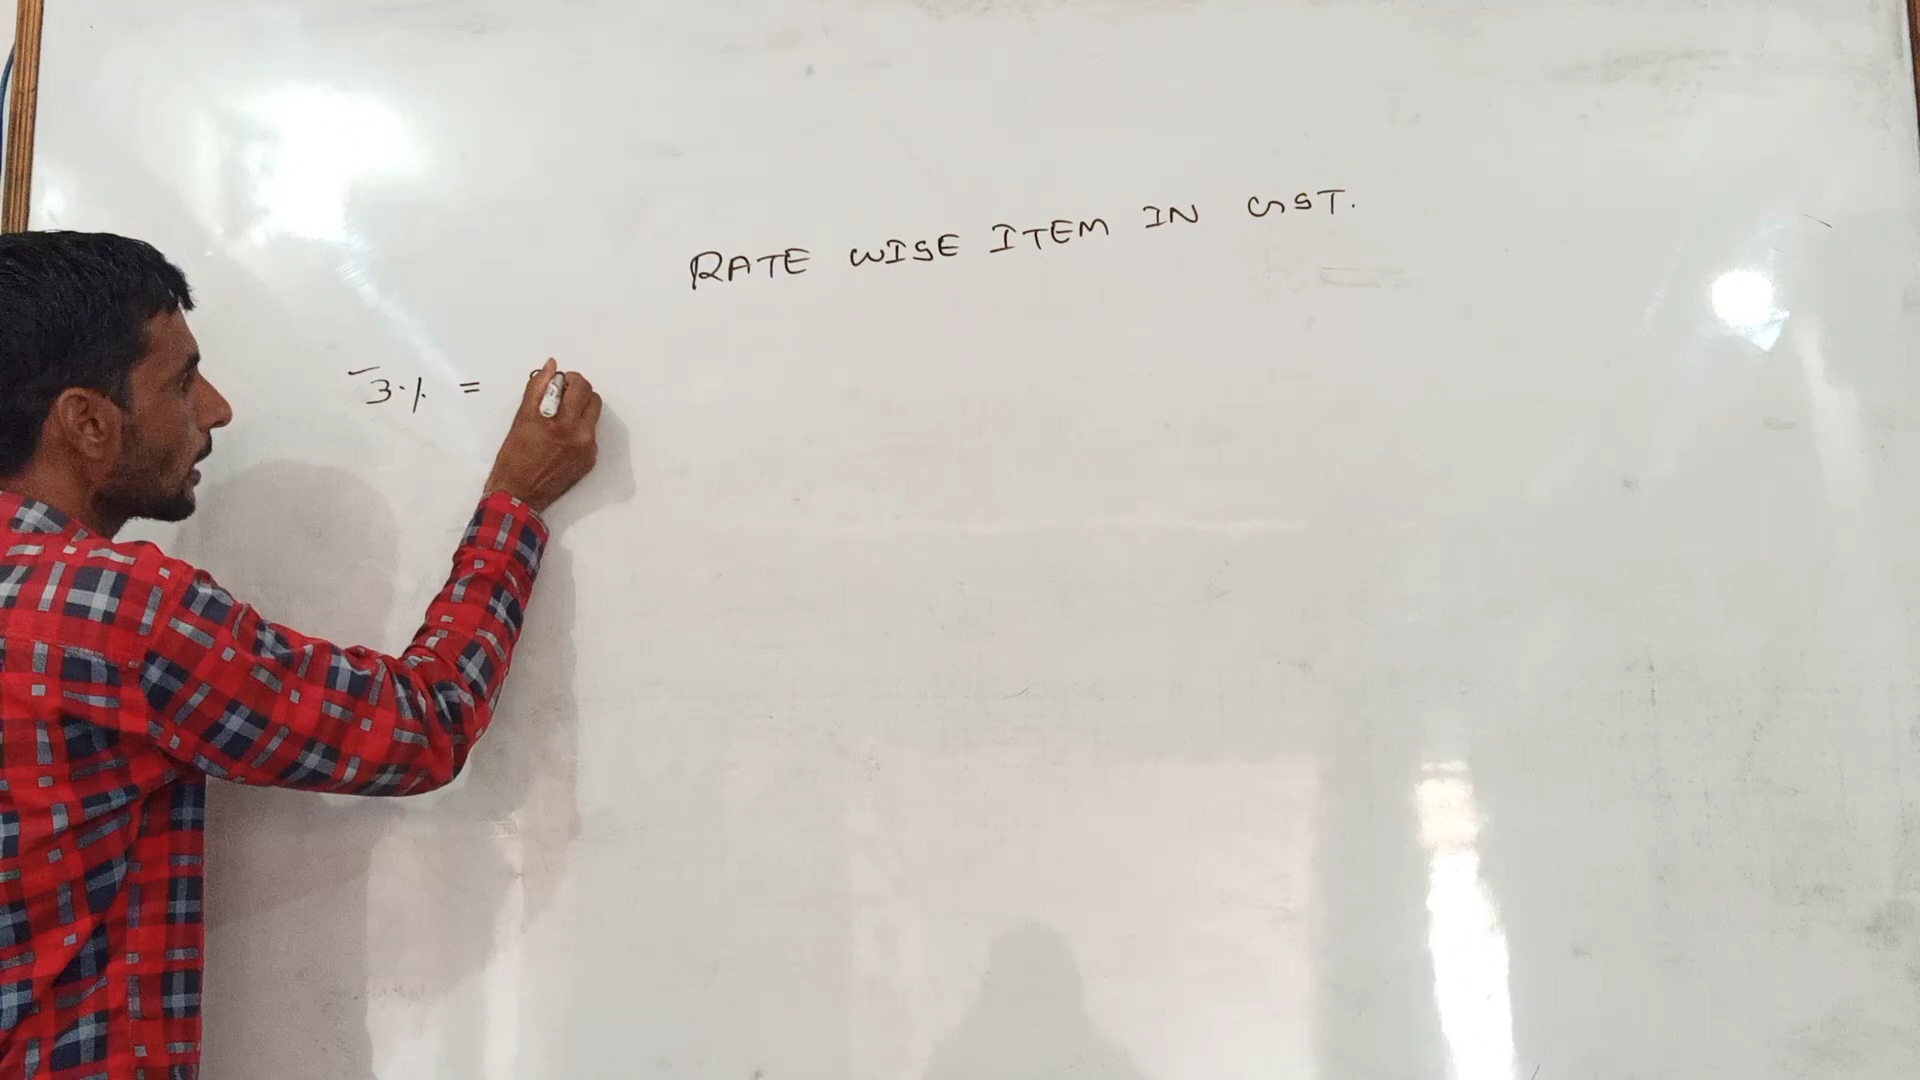 RATE WISE ITEM IN GST.
3% =